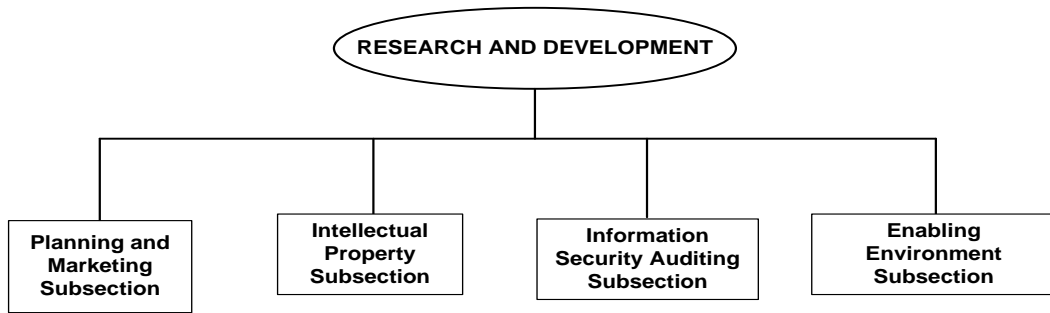 RESEARCH AND DEVELOPMENT
Planning and
Marketing
Subsection
Intellectual
Property
Subsection
Information
Security Auditing
Subsection
Enabling
Environment
Subsection